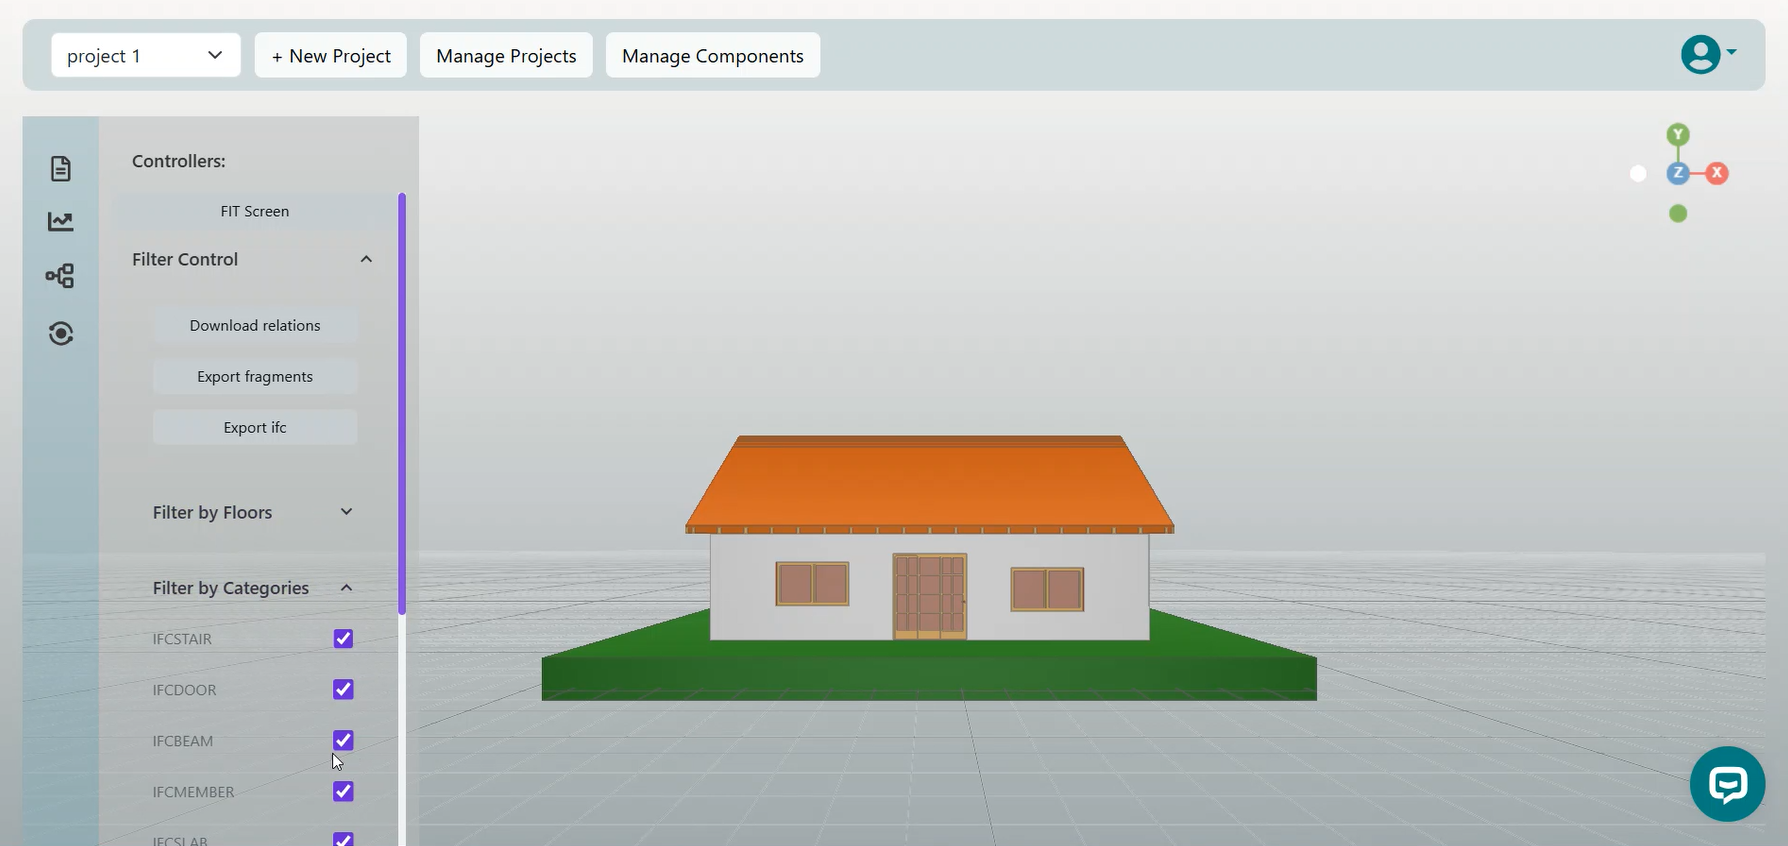 project 1
+ New Project
Manage Projects
Manage Components
Controllers:
FIT Screen
Filter Control
Download relations
Export fragments
Export ifc
Filter by Floors
Filter by Categories
IFCSTAIR
IFCDOOR
IFCBEAM
IFCMEMBER
IFCSLAB
Y
Z
X